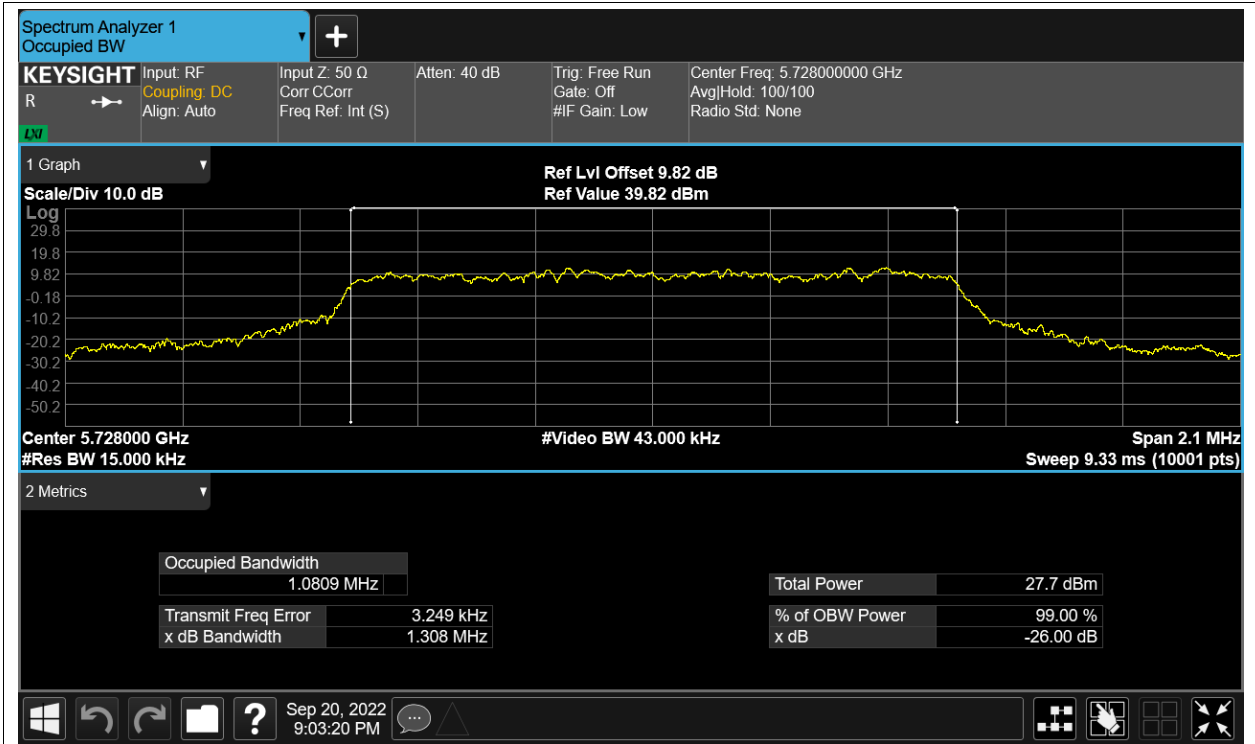 Spectrum Analyzer 1
Occupied BW
KEYSIGHT
R
LXI
Input: RF
Coupling: DC
Align: Auto
Input Z: 50 Ω
Corr CCorr
Freq Ref: Int (S)
Atten: 40 dB
Trig: Free Run
Gate: Off
#IF Gain: Low
Center Freq: 5.728000000 GHz
Avg|Hold: 100/100
Radio Std: None
1 Graph
Scale/Div 10.0 dB
Ref Lvl Offset 9.82 dB
Ref Value 39.82 dBm
Log
29.8
19.8
9.82
-0.18
-10.2
-20.2
-30.2
-40.2
-50.2
Center 5.728000 GHz
#Res BW 15.000 kHz
#Video BW 43.000 kHz
Span 2.1 MHz
Sweep 9.33 ms (10001 pts)
2 Metrics
Occupied Bandwidth
1.0809 MHz
Transmit Freq Error 3.249 kHz
x dB Bandwidth 1.308 MHz
Total Power 27.7 dBm
% of OBW Power 99.00 %
x dB -26.00 dB
?
Sep 20, 2022
9:03:20 PM